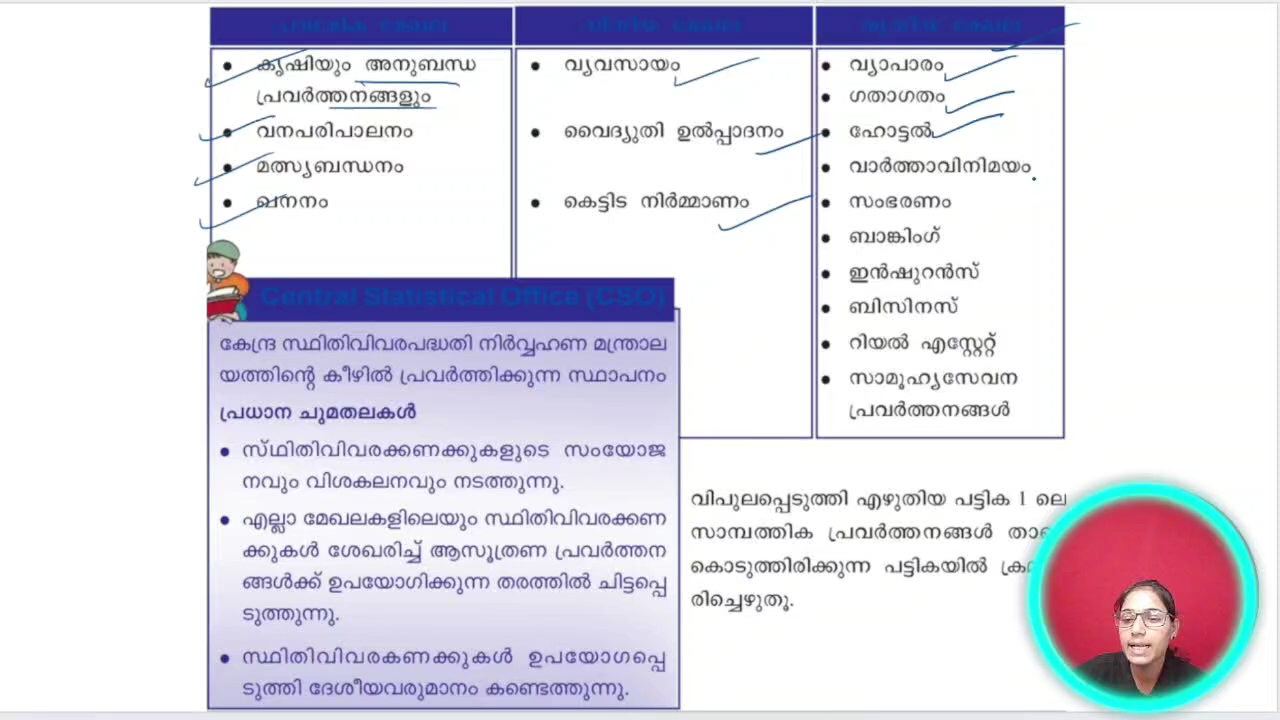 പ്രാഥമിക മേഖല
ദ്വിതീയ മേഖല
തൃതീയ മേഖല
• കൃഷിയും അനുബന്ധ
പ്രവർത്തനങ്ങളും
• വനപരിപാലനം
• മത്സ്യബന്ധനം
• ഖനനം
• വ്യവസായം
• വൈദ്യുതി ഉൽപ്പാദനം
• കെട്ടിട നിർമ്മാണം
• വ്യാപാരം
• ഗതാഗതം
• ഹോട്ടൽ
• വാർത്താവിനിമയം
• സംഭരണം
• ബാങ്കിംഗ്
• ഇൻഷുറൻസ്
• ബിസിനസ്
• റിയൽ എസ്റ്റേറ്റ്
• സാമൂഹ്യസേവന
പ്രവർത്തനങ്ങൾ
Central Statistical Office (CSO)
കേന്ദ്ര സ്ഥിതിവിവരപദ്ധതി നിർവ്വഹണ മന്ത്രാല
യത്തിന്റെ കീഴിൽ പ്രവർത്തിക്കുന്ന സ്ഥാപനം
പ്രധാന ചുമതലകൾ
• സ്ഥിതിവിവരക്കണക്കുകളുടെ സംയോജ
നവും വിശകലനവും നടത്തുന്നു.
• എല്ലാ മേഖലകളിലെയും സ്ഥിതിവിവരക്കണ
ക്കുകൾ ശേഖരിച്ച് ആസൂത്രണ പ്രവർത്തന
ങ്ങൾക്ക് ഉപയോഗിക്കുന്ന തരത്തിൽ ചിട്ടപ്പെ
ടുത്തുന്നു.
• സ്ഥിതിവിവരകണക്കുകൾ ഉപയോഗപ്പെ
ടുത്തി ദേശീയവരുമാനം കണ്ടെത്തുന്നു.
വിപുലപ്പെടുത്തി എഴുതിയ പട്ടിക 1 ലെ
സാമ്പത്തിക പ്രവർത്തനങ്ങൾ
കൊടുത്തിരിക്കുന്ന പട്ടികയിൽ
രിച്ചെഴുതൂ.